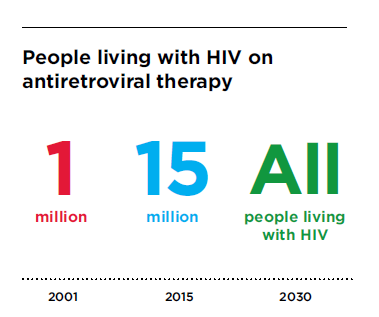 People living with HIV on
antiretroviral therapy
1 15 All
million million people living
with HIV
2001 2015 2030